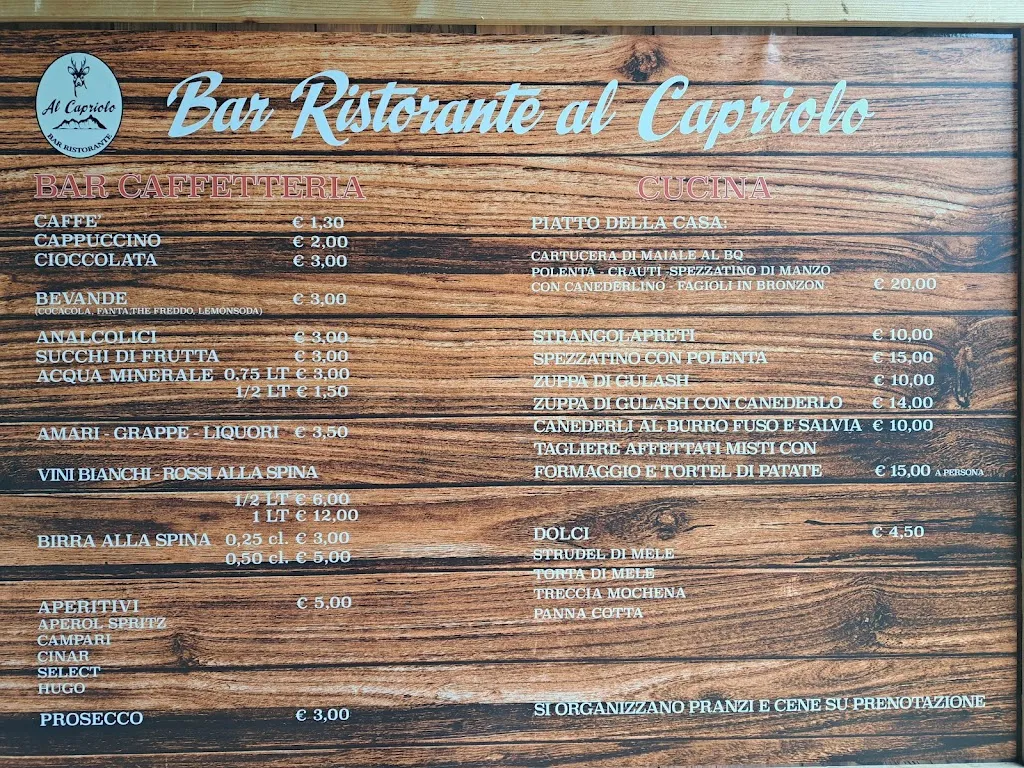 Al Capriolo
BAR RISTORANTE
Bar Ristorante al Capriolo
BAR CAFFETTERIA
CAFFE' € 1,30
CAPPUCCINO € 2,00
CIOCCOLATA € 3,00
BEVANDE € 3,00
(COCACOLA, FANTA,THE FREDDO, LEMONSODA)
ANALCOLICI € 3,00
SUCCHI DI FRUTTA € 3,00
ACQUA MINERALE 0,75 LT € 3,00
1/2 LT € 1,50
AMARI - GRAPPE - LIQUORI € 3,50
VINI BIANCHI - ROSSI ALLA SPINA
1/2 LT € 6,00
1 LT € 12,00
BIRRA ALLA SPINA 0,25 cl. € 3,00
0,50 cl. € 5,00
APERITIVI € 5,00
APEROL SPRITZ
CAMPARI
CINAR
SELECT
HUGO
PROSECCO € 3,00
CUCINA
PIATTO DELLA CASA:
CARTUCERA DI MAIALE AL BQ
POLENTA - CRAUTI -SPEZZATINO DI MANZO
CON CANEDERLINO - FAGIOLI IN BRONZON € 20,00
STRANGOLAPRETI € 10,00
SPEZZATINO CON POLENTA € 15,00
ZUPPA DI GULASH € 10,00
ZUPPA DI GULASH CON CANEDERLO € 14,00
CANEDERLI AL BURRO FUSO E SALVIA € 10,00
TAGLIERE AFFETTATI MISTI CON
FORMAGGIO E TORTEL DI PATATE € 15,00 A PERSONA
DOLCI € 4,50
STRUDEL DI MELE
TORTA DI MELE
TRECCIA MOCHENA
PANNA COTTA
SI ORGANIZZANO PRANZI E CENE SU PRENOTAZIONE